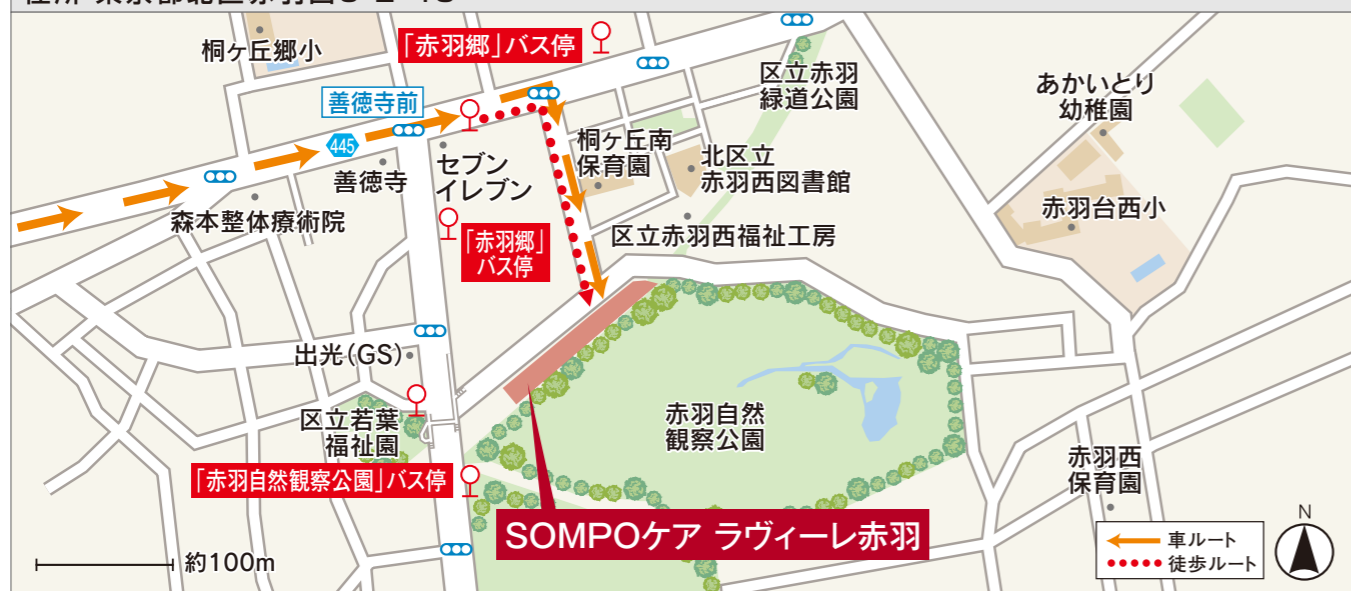 桐ヶ丘郷小
「赤羽郷」バス停
善徳寺前
445
善徳寺
セブン
イレブン
森本整体療術院
「赤羽郷」
バス停
桐ヶ丘南
保育園
北区立
赤羽西図書館
区立赤羽
緑道公園
区立赤羽西福祉工房
あかいとり
幼稚園
赤羽台西小
出光(GS)
区立若葉
福祉園
「赤羽自然観察公園」バス停
赤羽自然
観察公園
赤羽西
保育園
SOMPOケア ラヴィーレ赤羽
約100m
車ルート
徒歩ルート
N